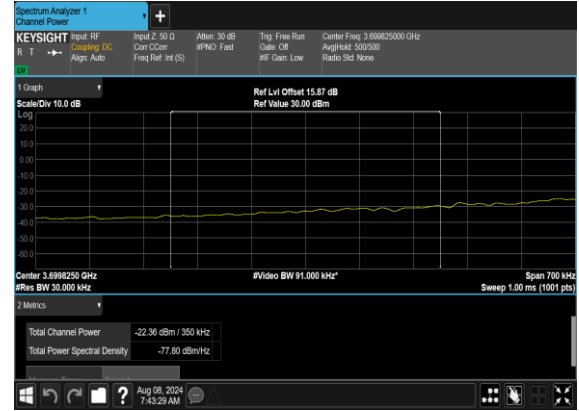 Spectrum Analyzer 1
Channel Power
+
KEYSIGHT Input: RF Input Z: 50 Ω Atten: 30 dB Trig: Free Run Center Freq: 3.699825000 GHz
R T Coupling: DC Corr CCorr #PNO: Fast Gate: Off Avg|Hold: 500/500
Align: Auto Freq Ref: Int (S) #IF Gain: Low Radio Std: None
1 Graph
Ref Lvl Offset 15.87 dB
Scale/Div 10.0 dB Ref Value 30.00 dBm
Log
20.0
10.0
0.00
-10.0
-20.0
-30.0
-40.0
-50.0
-60.0
Center 3.6998250 GHz #Video BW 91.000 kHz* Span 700 kHz
#Res BW 30.000 kHz Sweep 1.00 ms (1001 pts)
2 Metrics
Total Channel Power -22.36 dBm / 350 kHz
Total Power Spectral Density -77.80 dBm/Hz
? Aug 08, 2024
7:43:29 AM